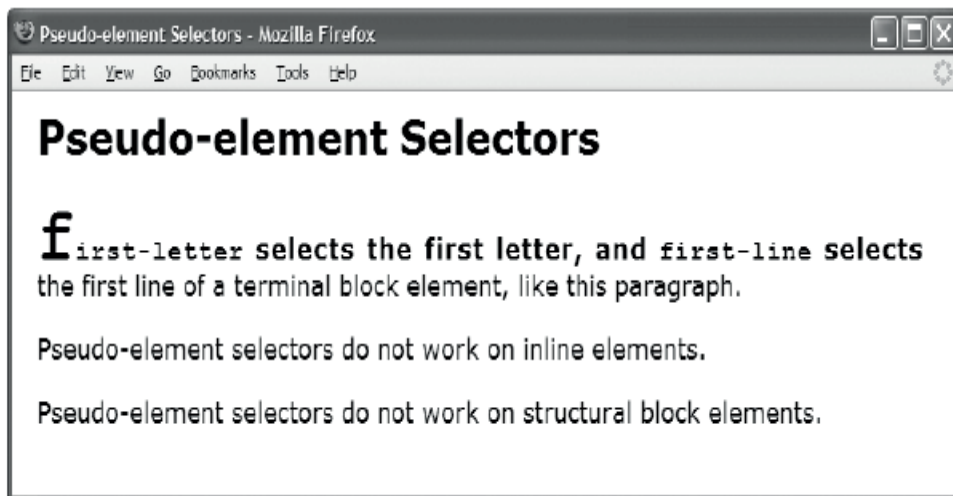 Pseudo-element Selectors - Mozilla Firefox
File Edit View Go Bookmarks Tools Help
Pseudo-element Selectors
first-letter selects the first letter, and first-line selects
the first line of a terminal block element, like this paragraph.
Pseudo-element selectors do not work on inline elements.
Pseudo-element selectors do not work on structural block elements.